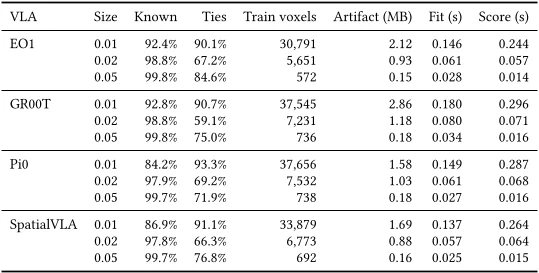 VLA Size Known Ties Train voxels Artifact (MB) Fit (s) Score (s)
EO1 0.01 92.4% 90.1% 30,791 2.12 0.146 0.244
0.02 98.8% 67.2% 5,651 0.93 0.061 0.057
0.05 99.8% 84.6% 572 0.15 0.028 0.014
GR00T 0.01 92.8% 90.7% 37,545 2.86 0.180 0.296
0.02 98.8% 59.1% 7,231 1.18 0.080 0.071
0.05 99.8% 75.0% 736 0.18 0.034 0.016
Pi0 0.01 84.2% 93.3% 37,656 1.58 0.149 0.287
0.02 97.9% 69.2% 7,532 1.03 0.061 0.068
0.05 99.7% 71.9% 738 0.18 0.027 0.016
SpatialVLA 0.01 86.9% 91.1% 33,879 1.69 0.137 0.264
0.02 97.8% 66.3% 6,773 0.88 0.057 0.064
0.05 99.7% 76.8% 692 0.16 0.025 0.015